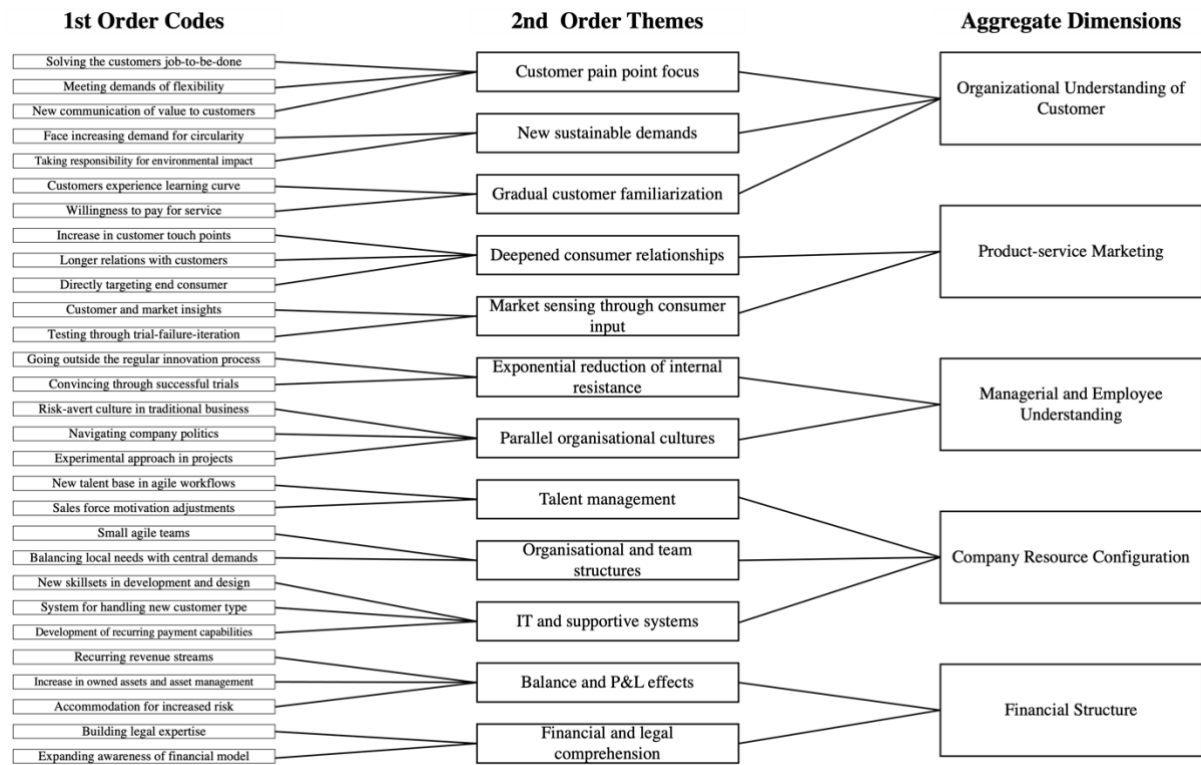 1st Order Codes
2nd Order Themes
Aggregate Dimensions
Solving the customers job-to-be-done
Meeting demands of flexibility
New communication of value to customers
Face increasing demand for circularity
Taking responsibility for environmental impact
Customers experience learning curve
Willingness to pay for service
Increase in customer touch points
Longer relations with customers
Directly targeting end consumer
Customer and market insights
Testing through trial-failure-iteration
Going outside the regular innovation process
Convincing through successful trials
Risk-avert culture in traditional business
Navigating company politics
Experimental approach in projects
New talent base in agile workflows
Sales force motivation adjustments
Small agile teams
Balancing local needs with central demands
New skillsets in development and design
System for handling new customer type
Development of recurring payment capabilities
Recurring revenue streams
Increase in owned assets and asset management
Accommodation for increased risk
Building legal expertise
Expanding awareness of financial model
Customer pain point focus
New sustainable demands
Gradual customer familiarization
Deepened consumer relationships
Market sensing through consumer
input
Exponential reduction of internal
resistance
Parallel organisational cultures
Talent management
Organisational and team
structures
IT and supportive systems
Balance and P&L effects
Financial and legal
comprehension
Organizational Understanding of
Customer
Product-service Marketing
Managerial and Employee
Understanding
Company Resource Configuration
Financial Structure